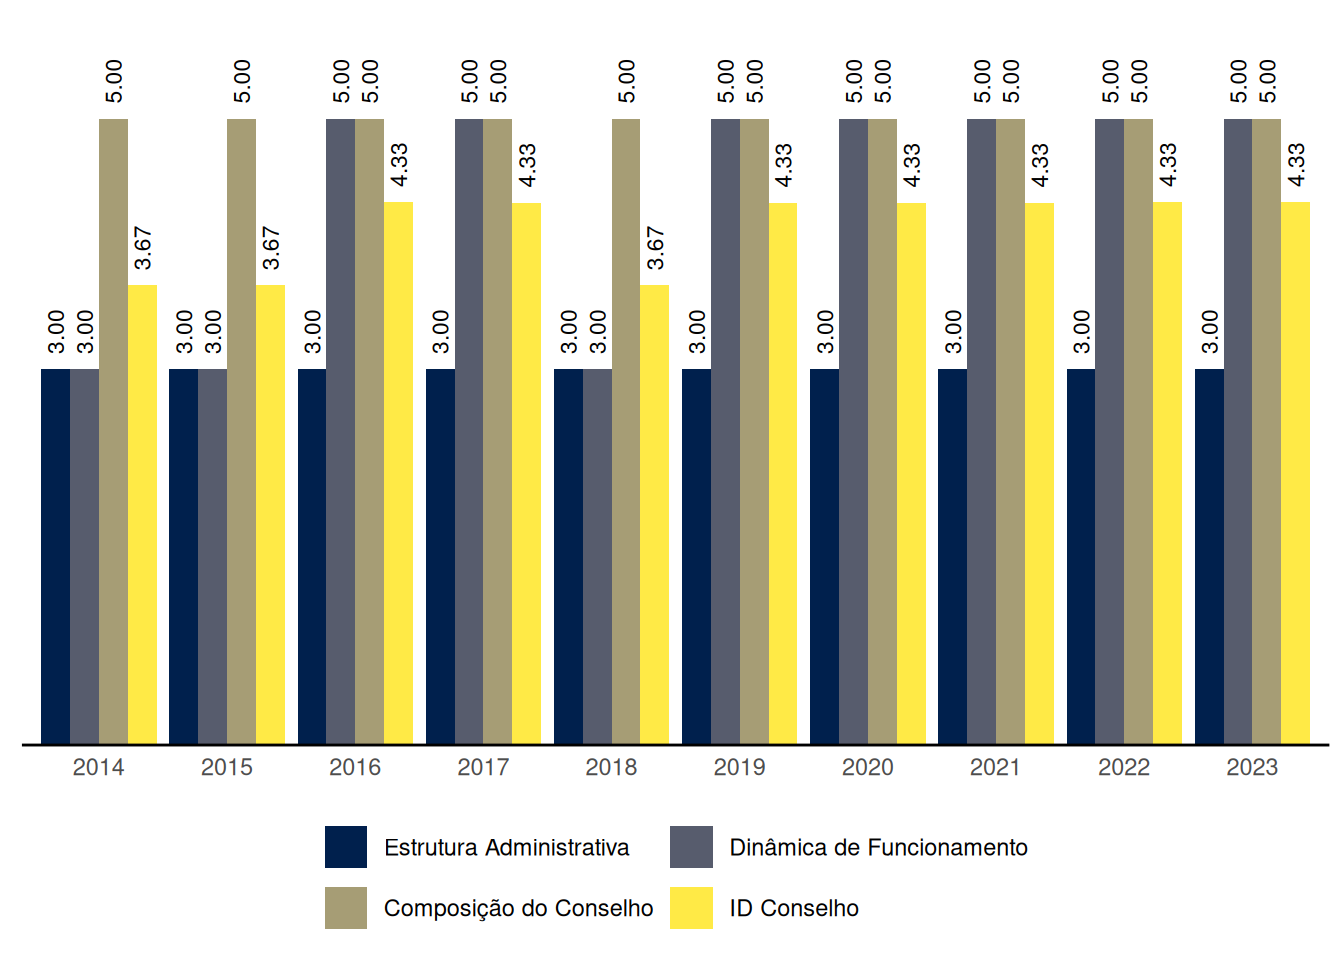 5.00 5.00 5.00 5.00 5.00 5.00 5.00 5.00 5.00 5.00 5.00 5.00 5.00 5.00 5.00 5.00 5.00
4.33 4.33 4.33 4.33 4.33 4.33 4.33
3.67 3.67 3.67
3.00 3.00 3.00 3.00 3.00 3.00 3.00 3.00 3.00 3.00 3.00 3.00 3.00
2014 2015 2016 2017 2018 2019 2020 2021 2022 2023
Estrutura Administrativa Dinâmica de Funcionamento
Composição do Conselho ID Conselho